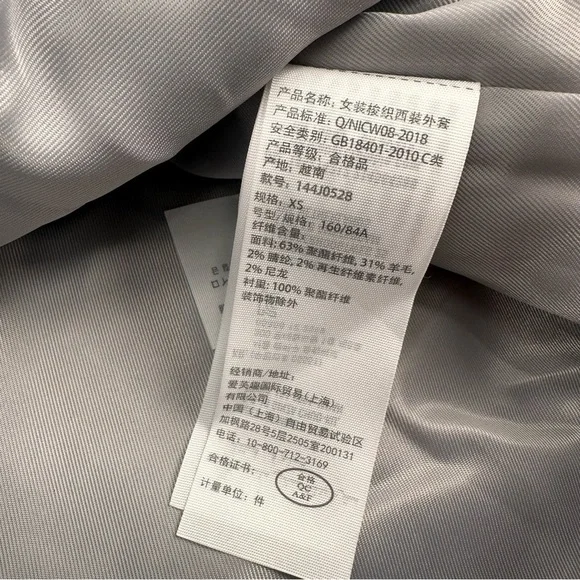 产品名称: 女装梭织西装外套
产品标准: Q/NICW08-2018
安全类别: GB18401-2010 C类
产品等级: 合格品
产地: 越南
款号: 144J0528
规格: XS
号型/规格: 160/84A
纤维含量:
面料: 63% 聚酯纤维, 31% 羊毛,
2% 腈纶, 2% 再生纤维素纤维,
2% 尼龙
衬里: 100% 聚酯纤维
装饰物除外
经销商/地址:
爱芙趣国际贸易(上海)
有限公司
中国(上海)自由贸易试验区
加枫路28号5层2505室200131
电话: 10-800-712-3169
合格证书:
合格
QC
A&F
计量单位: 件